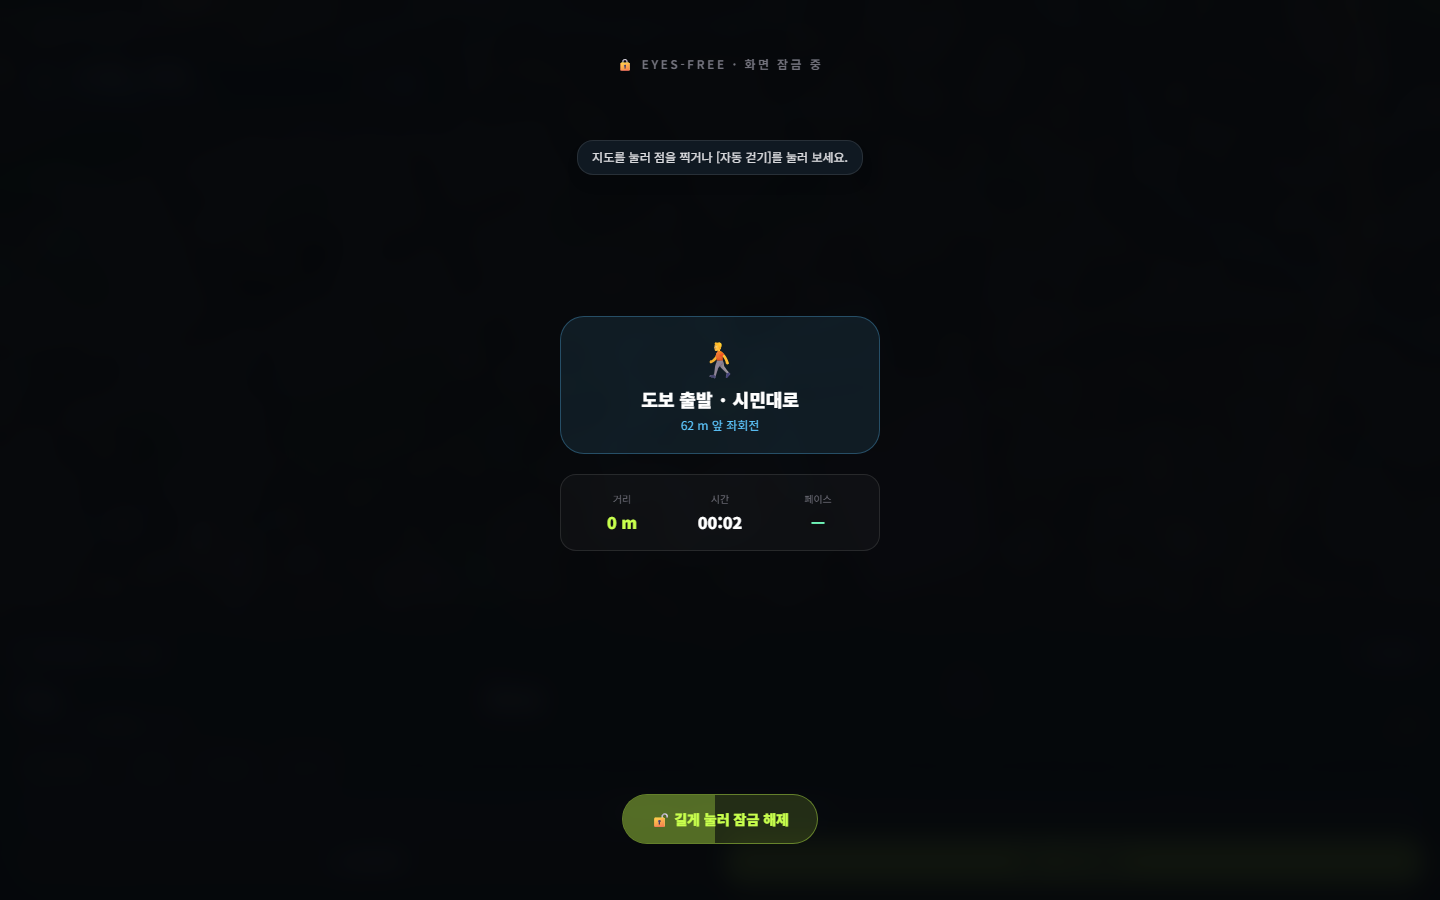 EYES-FREE · 화면 잠금 중
지도를 눌러 점을 찍거나 [자동 걷기]를 눌러 보세요.
도보 출발 · 시민대로
62 m 앞 좌회전
거리 시간 페이스
0 m 00:02 —
길게 눌러 잠금 해제